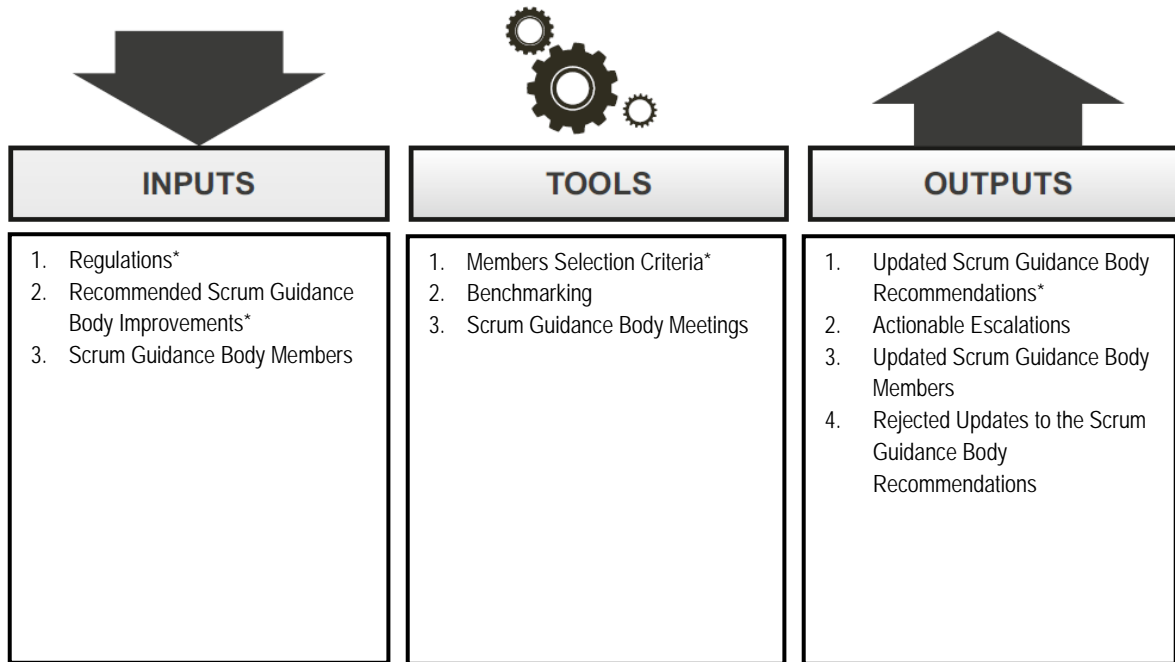 INPUTS
1. Regulations*
2. Recommended Scrum Guidance
Body Improvements*
3. Scrum Guidance Body Members
TOOLS
1. Members Selection Criteria*
2. Benchmarking
3. Scrum Guidance Body Meetings
OUTPUTS
1. Updated Scrum Guidance Body
Recommendations*
2. Actionable Escalations
3. Updated Scrum Guidance Body
Members
4. Rejected Updates to the Scrum
Guidance Body
Recommendations